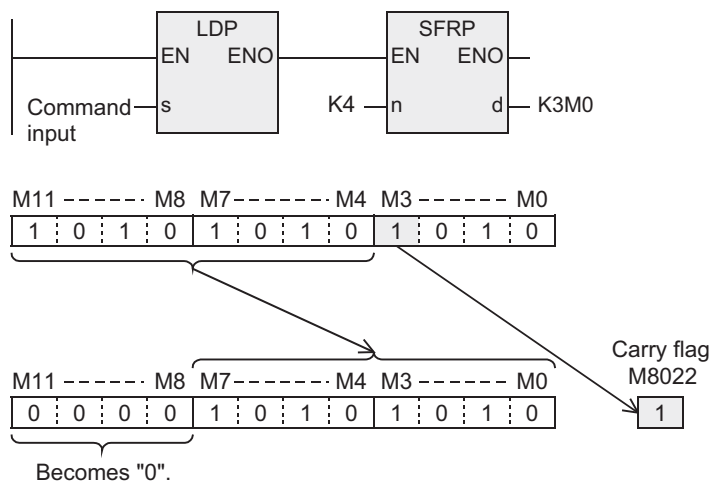 LDP
SFRP
EN ENO
EN ENO
Command input
s
K4
n
d
K3M0
M11 M8 M7 M4 M3 M0
1 0 1 0 1 0 1 0 1 0 1 0
Carry flag
M8022
M11 M8 M7 M4 M3 M0
0 0 0 0 1 0 1 0 1 0 1 0
1
Becomes "0".